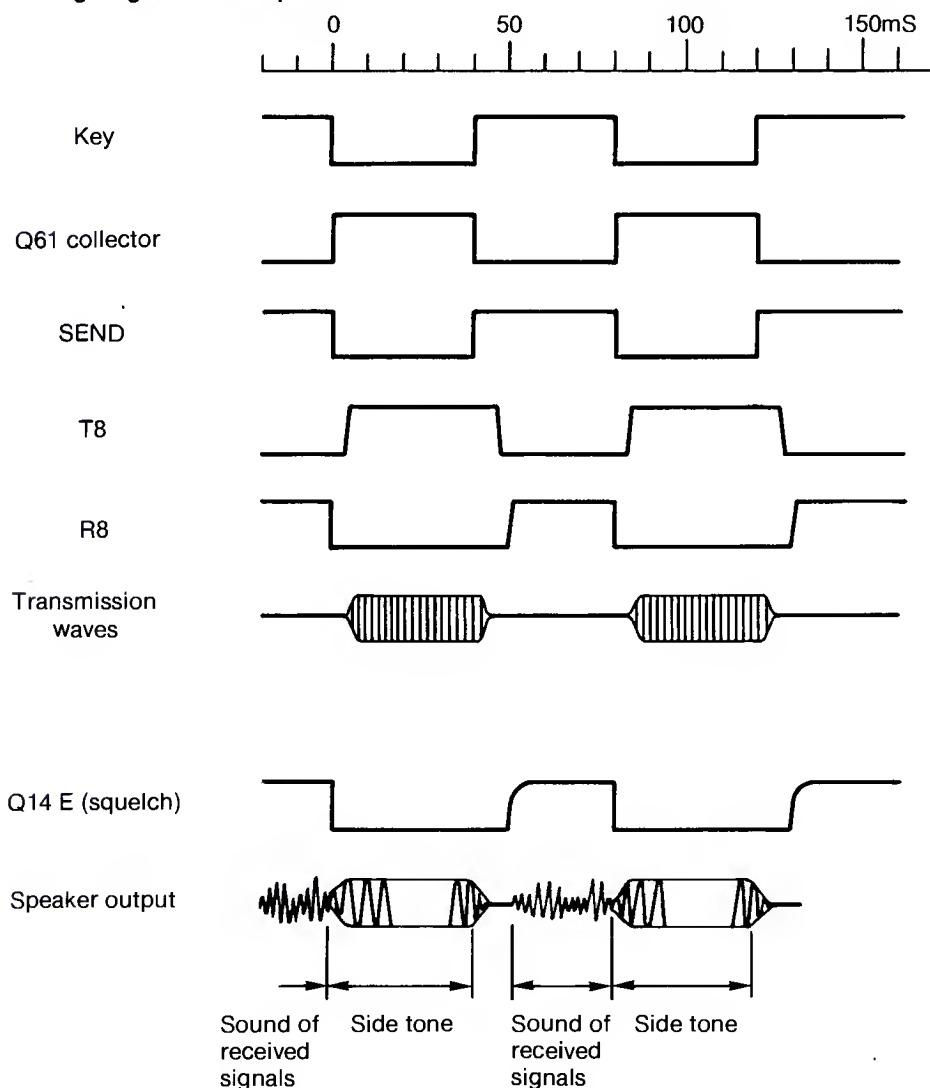 0 50 100 150mS
Key
Q61 collector
SEND
T8
R8
Transmission
waves
Q14 E (squelch)
Speaker output
Sound of Side tone Sound of Side tone
received received
signals signals